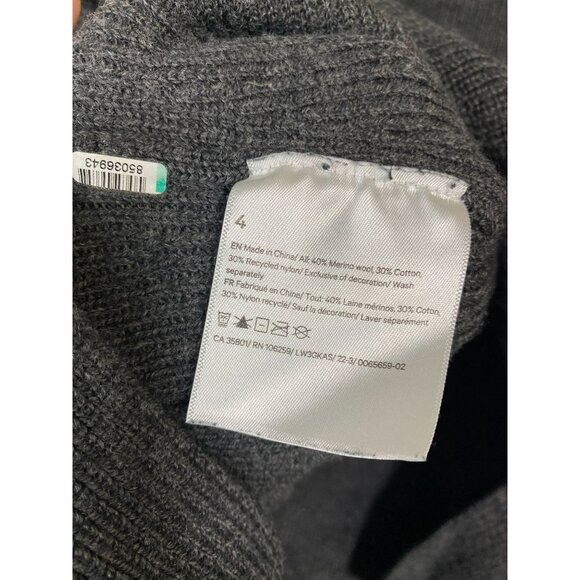 85036943
4
EN Made in China/ All: 40% Merino wool, 30% Cotton,
30% Recycled nylon/ Exclusive of decoration/ Wash
separately
FR Fabriqué en Chine/ Tout: 40% Laine mérinos, 30% Coton,
30% Nylon recyclé/ Sauf la décoration/ Laver séparément
CA 35801/ RN 106259/ LW3GKAS/ 22-3/ 0065659-02